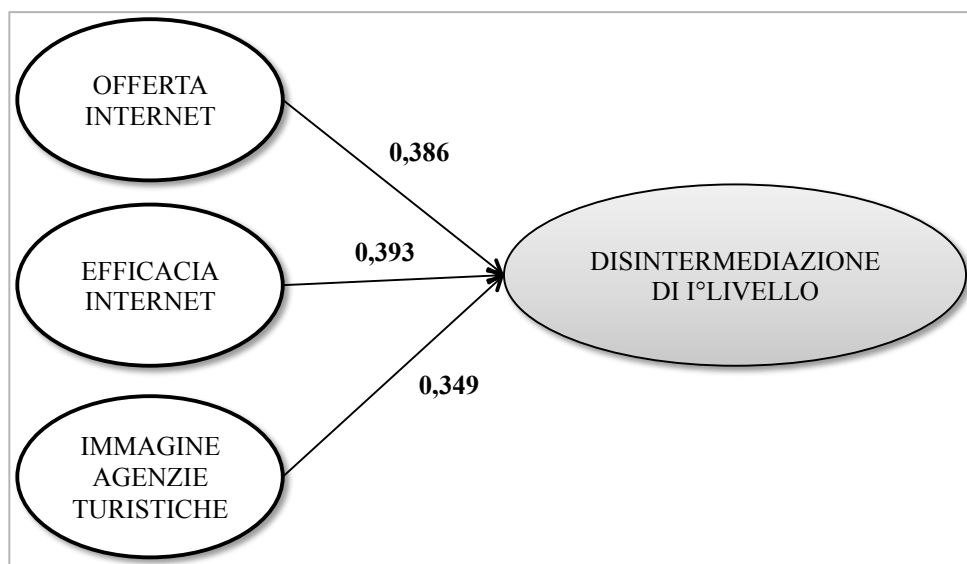 OFFERTA
INTERNET
0,386
EFFICACIA
INTERNET
0,393
DISINTERMEDIAZIONE
DI I°LIVELLO
0,349
IMMAGINE
AGENZIE
TURISTICHE